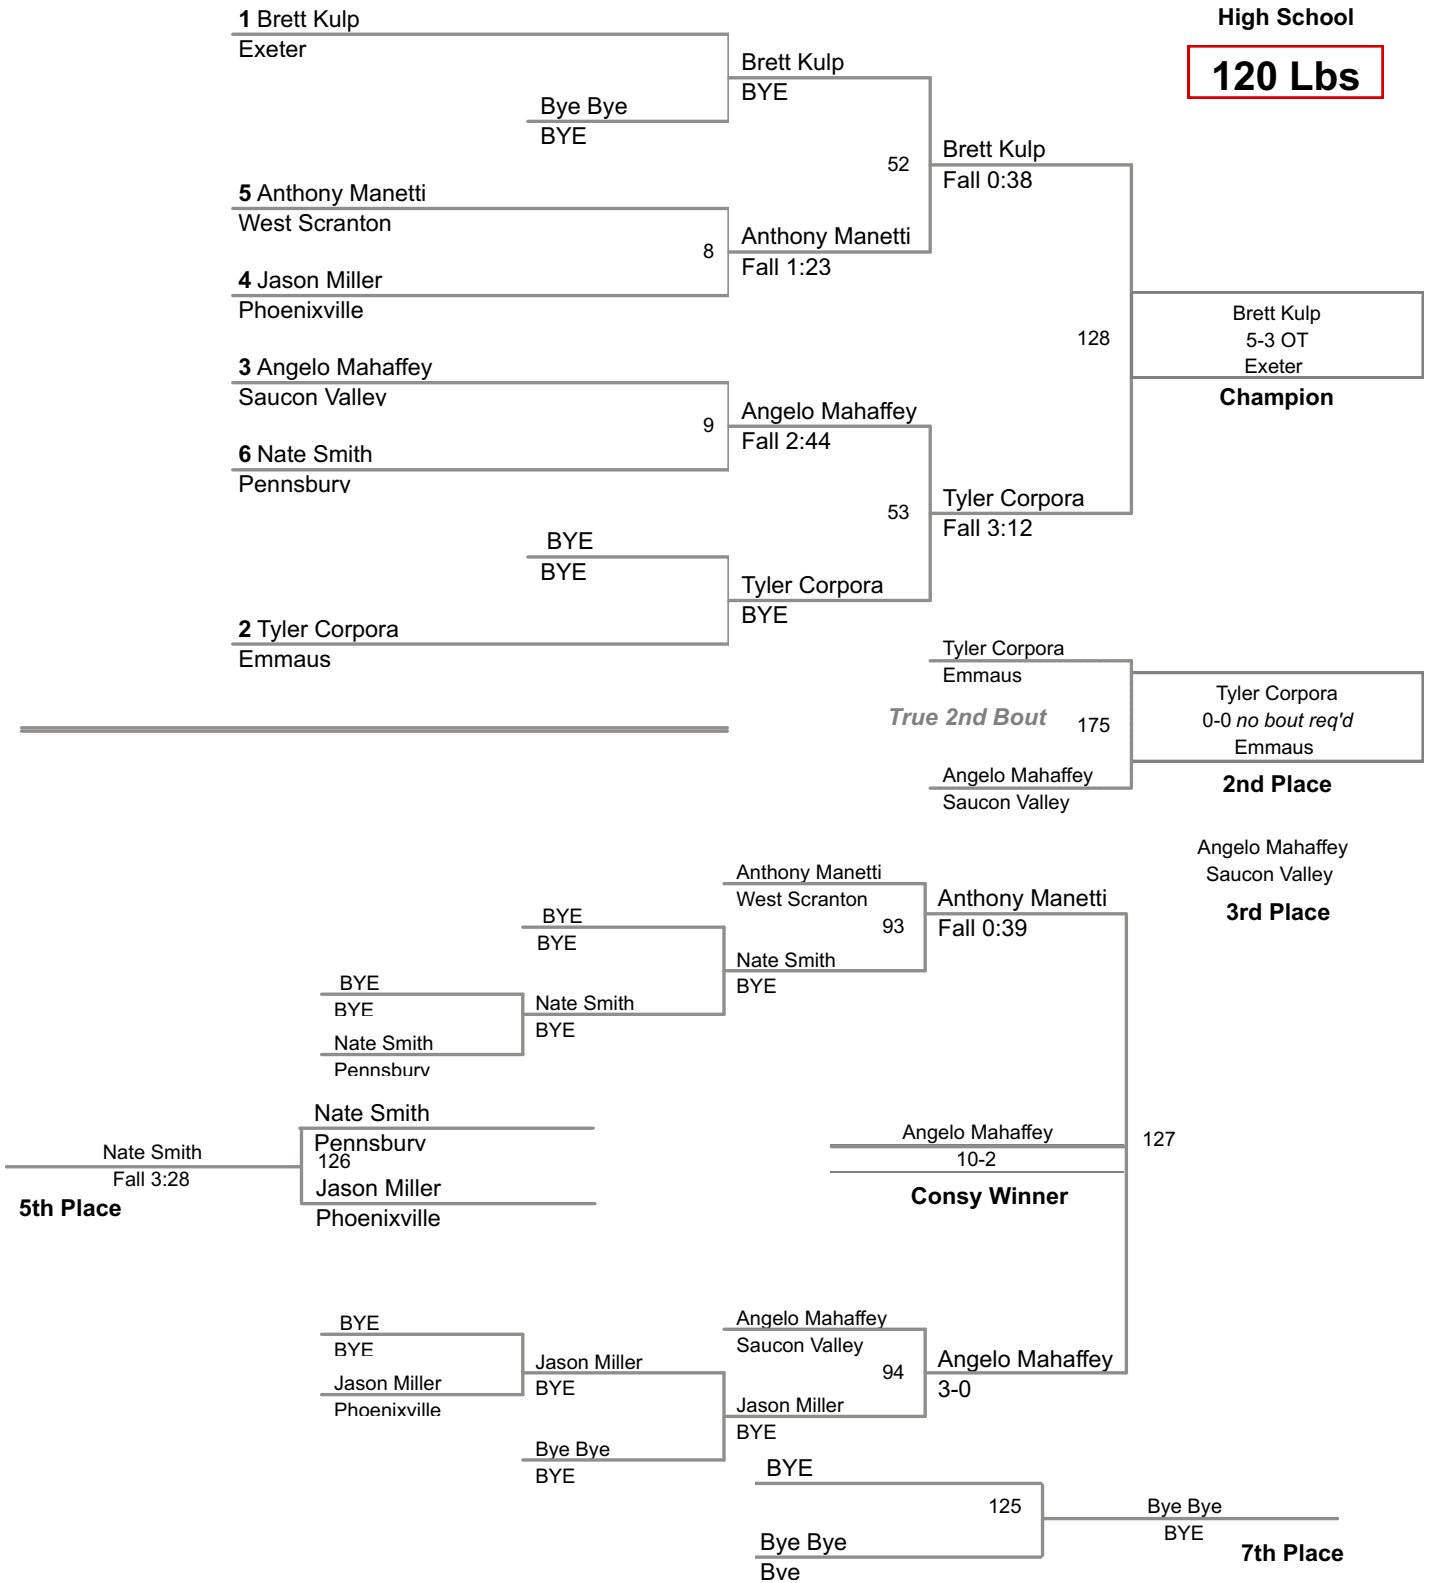 High School
120 Lbs
1 Brett Kulp
Exeter
Bye Bye
BYE
Brett Kulp
BYE
5 Anthony Manetti
West Scranton
4 Jason Miller
Phoenixville
8
Anthony Manetti
Fall 1:23
52
Brett Kulp
Fall 0:38
3 Angelo Mahaffey
Saucon Valley
6 Nate Smith
Pennsbury
9
Angelo Mahaffey
Fall 2:44
BYE
BYE
2 Tyler Corpora
Emmaus
Tyler Corpora
BYE
53
Tyler Corpora
Fall 3:12
128
Brett Kulp
5-3 OT
Exeter
Champion
Tyler Corpora
Emmaus
True 2nd Bout
175
Angelo Mahaffey
Saucon Valley
Tyler Corpora
0-0 no bout req'd
Emmaus
2nd Place
Angelo Mahaffey
Saucon Valley
3rd Place
Anthony Manetti
West Scranton
93
Anthony Manetti
Fall 0:39
BYE
BYE
Nate Smith
BYE
BYE
BYE
Nate Smith
Pennsbury
Nate Smith
BYE
Nate Smith
Pennsbury
126
Jason Miller
Phoenixville
Nate Smith
Fall 3:28
5th Place
Angelo Mahaffey
10-2
Consy Winner
127
BYE
BYE
Jason Miller
Phoenixville
Jason Miller
BYE
Bye Bye
BYE
Angelo Mahaffey
Saucon Valley
94
Jason Miller
BYE
Angelo Mahaffey
3-0
BYE
125
Bye Bye
Bye
Bye Bye
BYE
7th Place